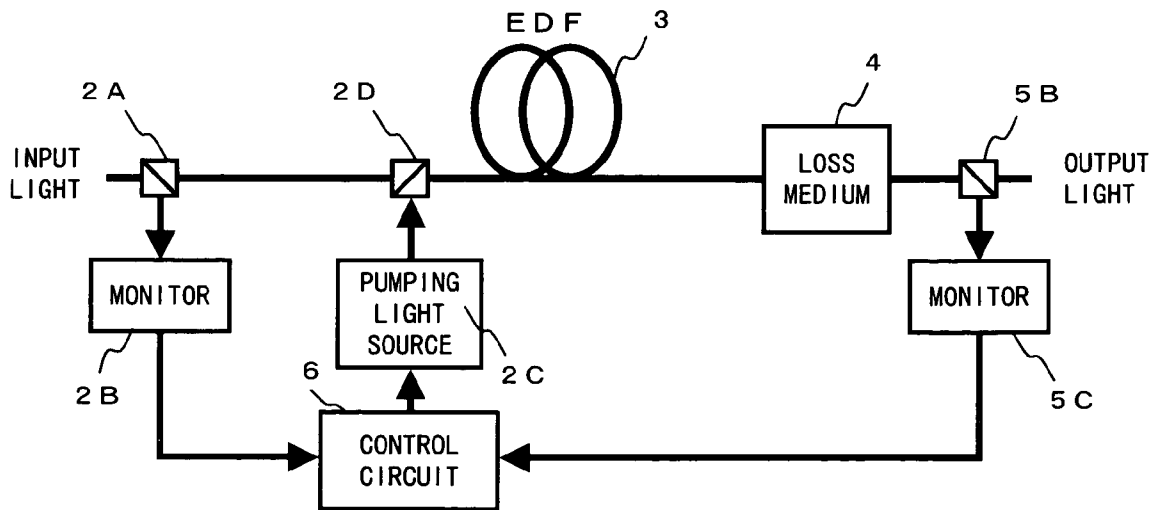 EDF
3
2A
2D
4
5B
INPUT
LIGHT
LOSS
MEDIUM
OUTPUT
LIGHT
MONITOR
PUMPING
LIGHT
SOURCE
MONITOR
2B
2C
5C
6
CONTROL
CIRCUIT